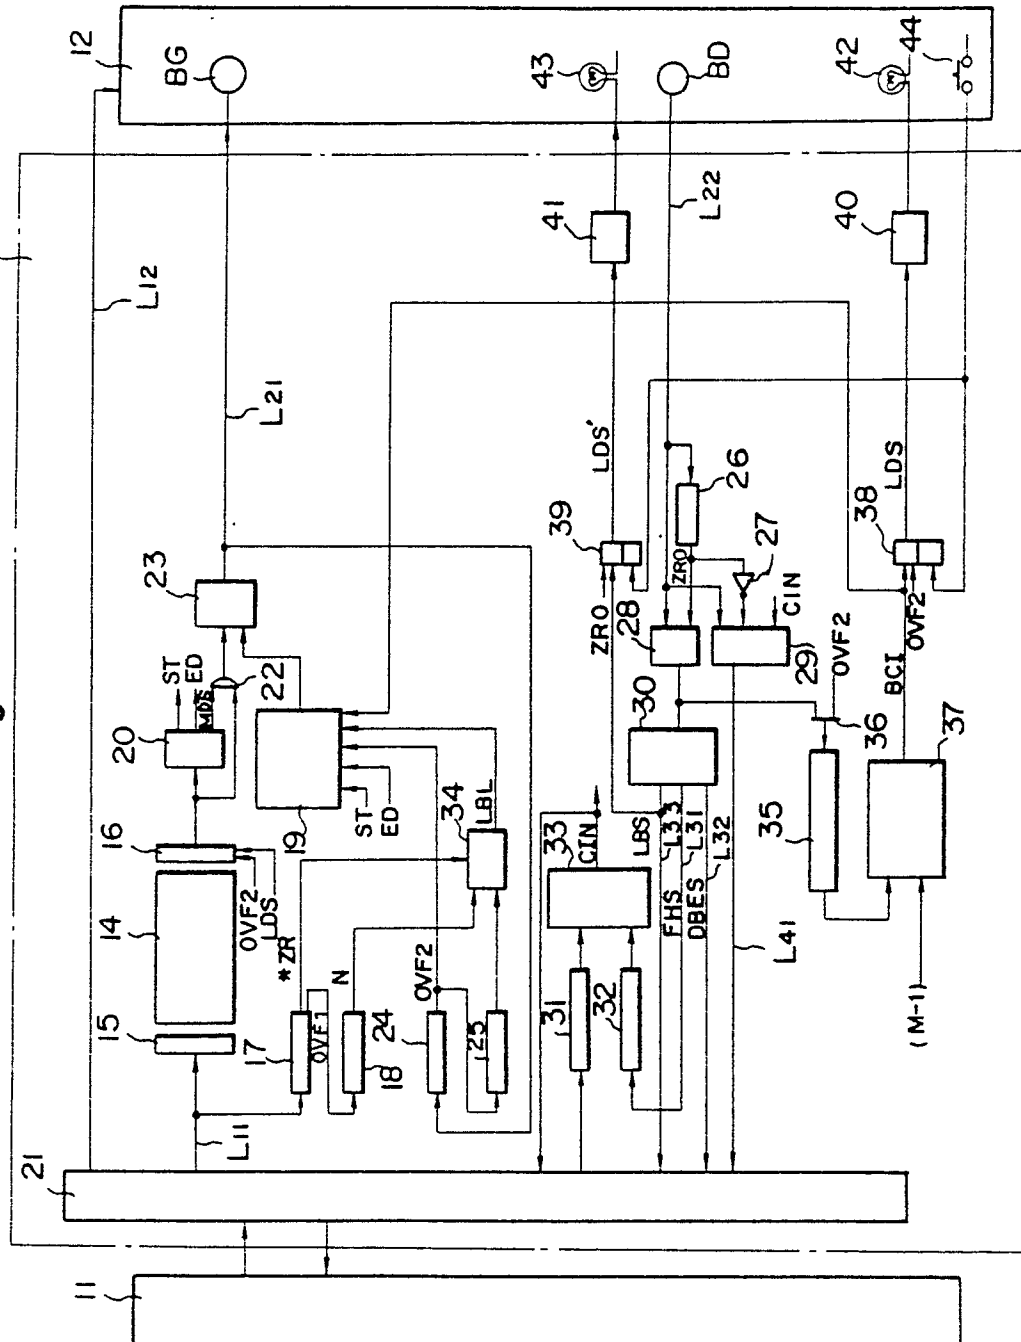 12
BG
43
BD
42
44
L12
L21
41
L22
40
23
LDS'
39
26
27
LDS
38
ST
ED
MDS
22
20
ZRO
ZRO
28
CIN
29
OVF2
BCI
OVF2
30
36
37
16
19
ST
ED
34
LBL
33
CIN
LBS
L33
L31
L32
35
14
OVF2
LDS
*ZR
N
OVF2
FHS
DBES
L41
(M-1)
15
17
OVF1
18
24
25
31
32
L11
21
11